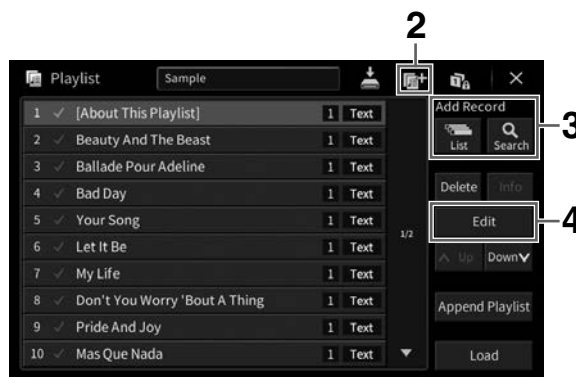 2
Playlist Sample
Add Record
1 [About This Playlist] 1 Text
List Search
3
2 Beauty And The Beast 1 Text
3 Ballade Pour Adeline 1 Text
Delete Info
4 Bad Day 1 Text
5 Your Song 1 Text
Edit
4
1/2
6 Let It Be 1 Text
Up Down
7 My Life 1 Text
8 Don't You Worry 'Bout A Thing 1 Text
Append Playlist
9 Pride And Joy 1 Text
10 Mas Que Nada 1 Text
Load